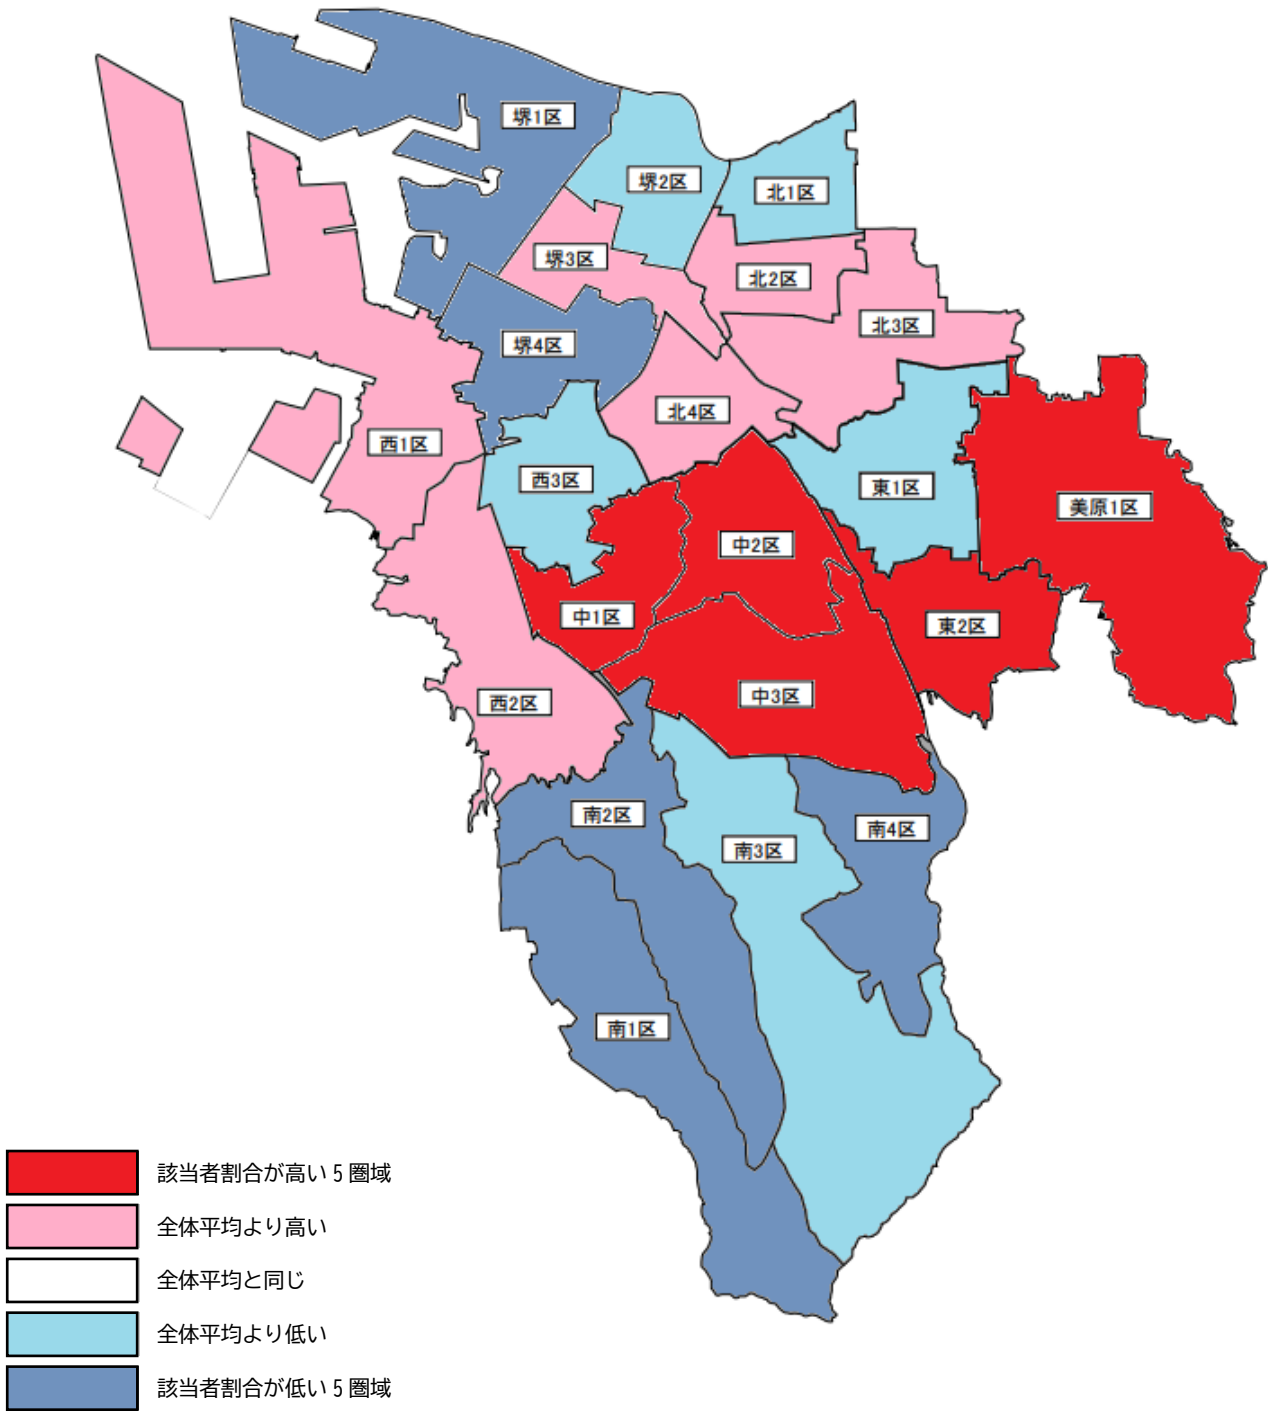 堺1区
堺2区
北1区
堺3区
北2区
北3区
堺4区
北4区
西1区
西3区
東1区
美原1区
中2区
中1区
東2区
中3区
西2区
南2区
南4区
南3区
南1区
該当者割合が高い5圏域
全体平均より高い
全体平均と同じ
全体平均より低い
該当者割合が低い5圏域